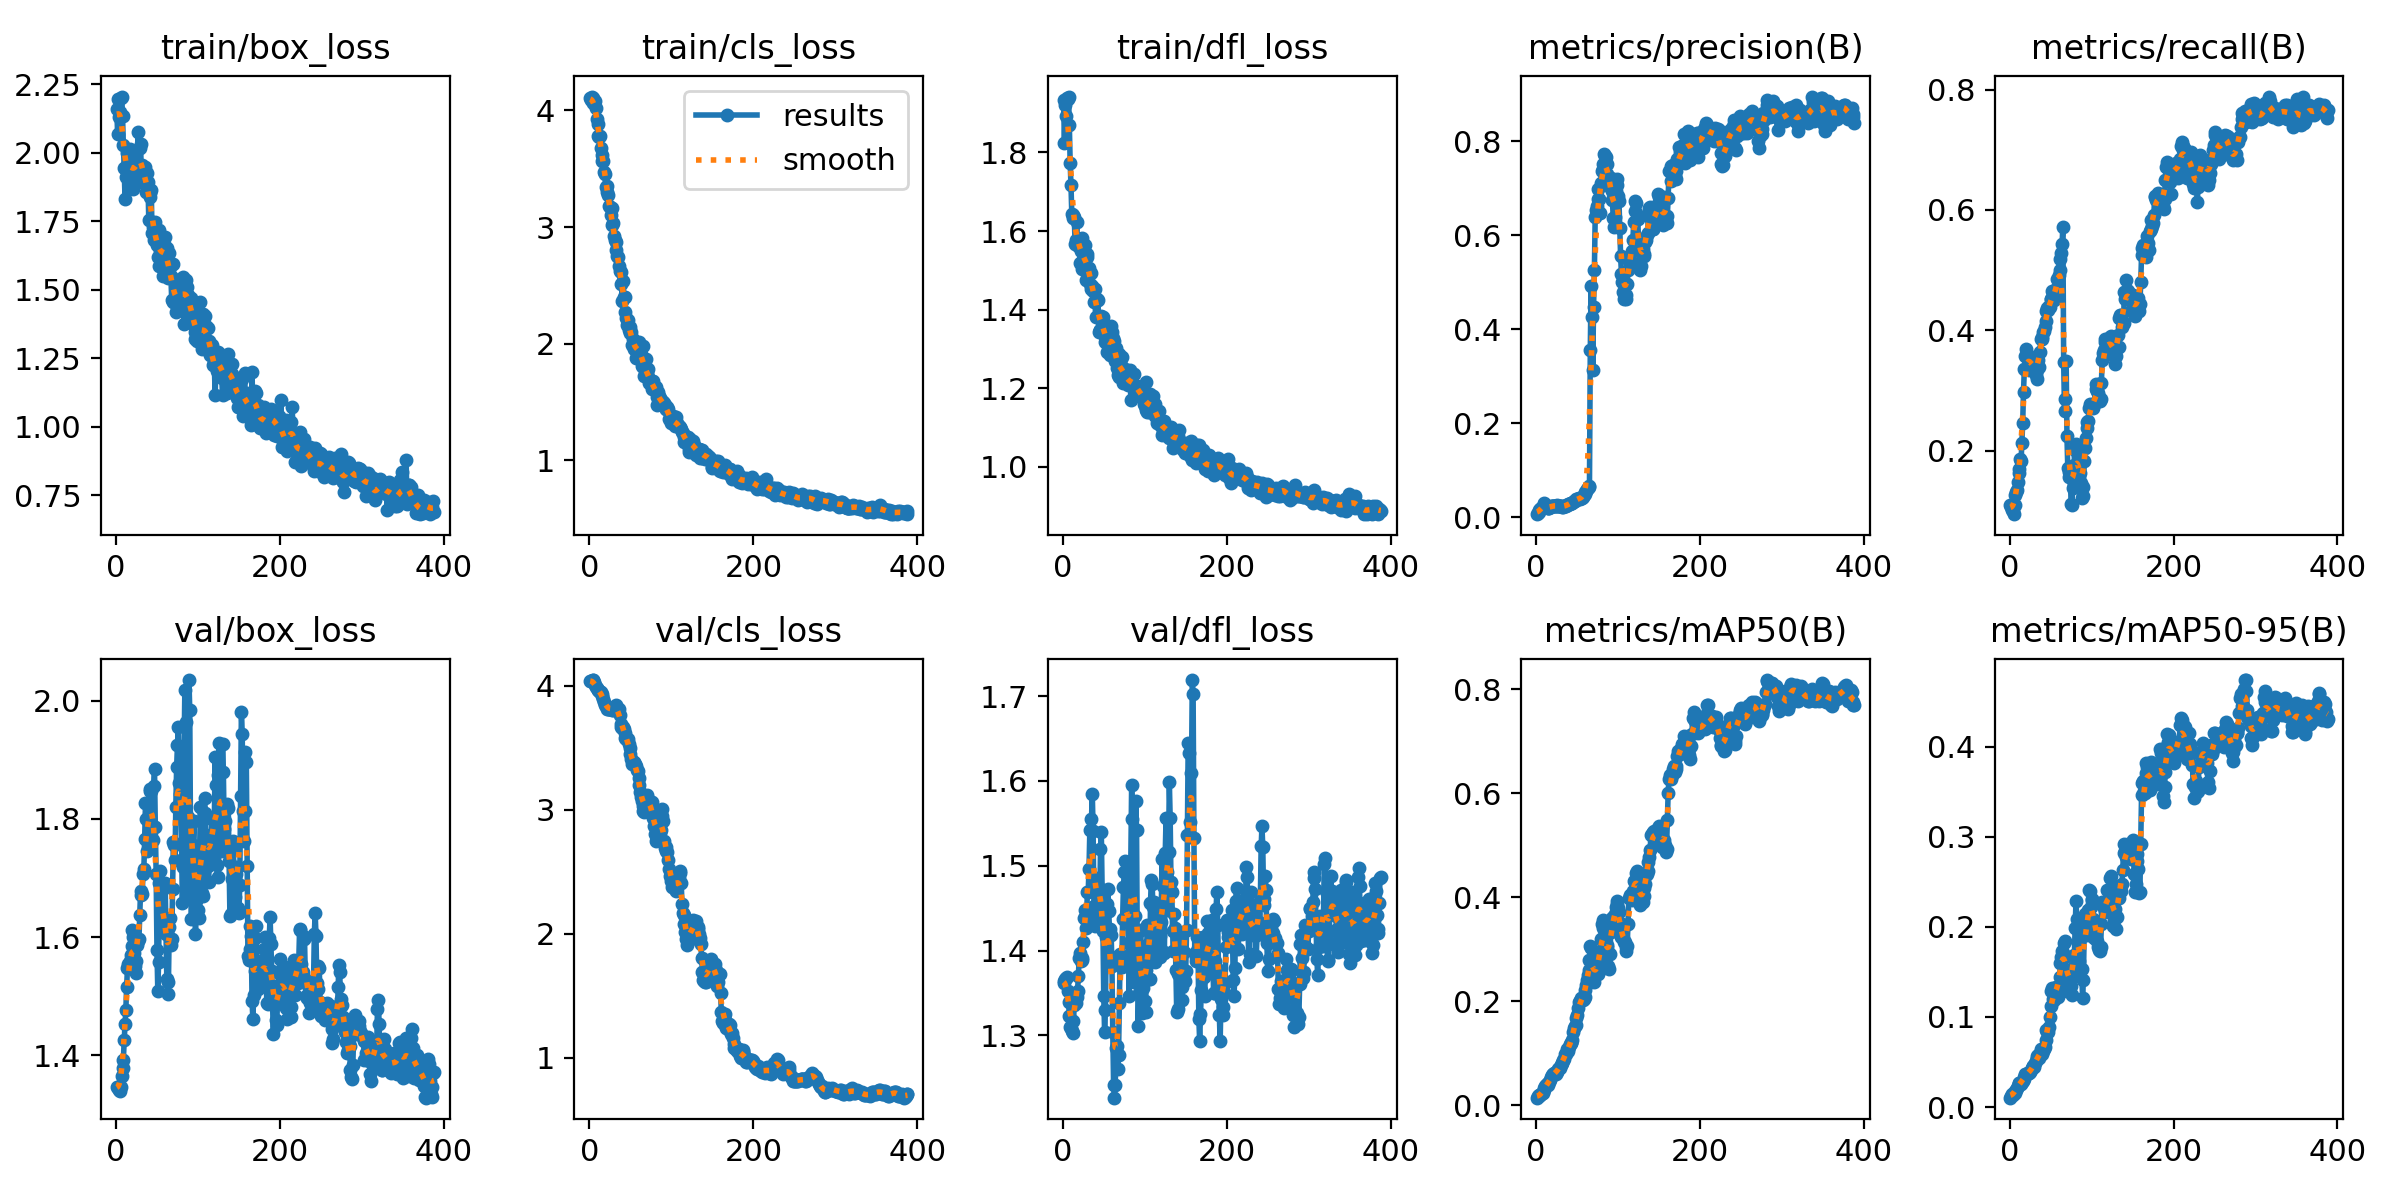 train/box_loss
2.25
2.00
1.75
1.50
1.25
1.00
0.75
0 200 400
train/cls_loss
results
smooth
4
3
2
1
0 200 400
train/dfl_loss
1.8
1.6
1.4
1.2
1.0
0 200 400
metrics/precision(B)
0.8
0.6
0.4
0.2
0.0
0 200 400
metrics/recall(B)
0.8
0.6
0.4
0.2
0 200 400
val/box_loss
2.0
1.8
1.6
1.4
0 200 400
val/cls_loss
4
3
2
1
0 200 400
val/dfl_loss
1.7
1.6
1.5
1.4
1.3
0 200 400
metrics/mAP50(B)
0.8
0.6
0.4
0.2
0.0
0 200 400
metrics/mAP50-95(B)
0.4
0.3
0.2
0.1
0.0
0 200 400